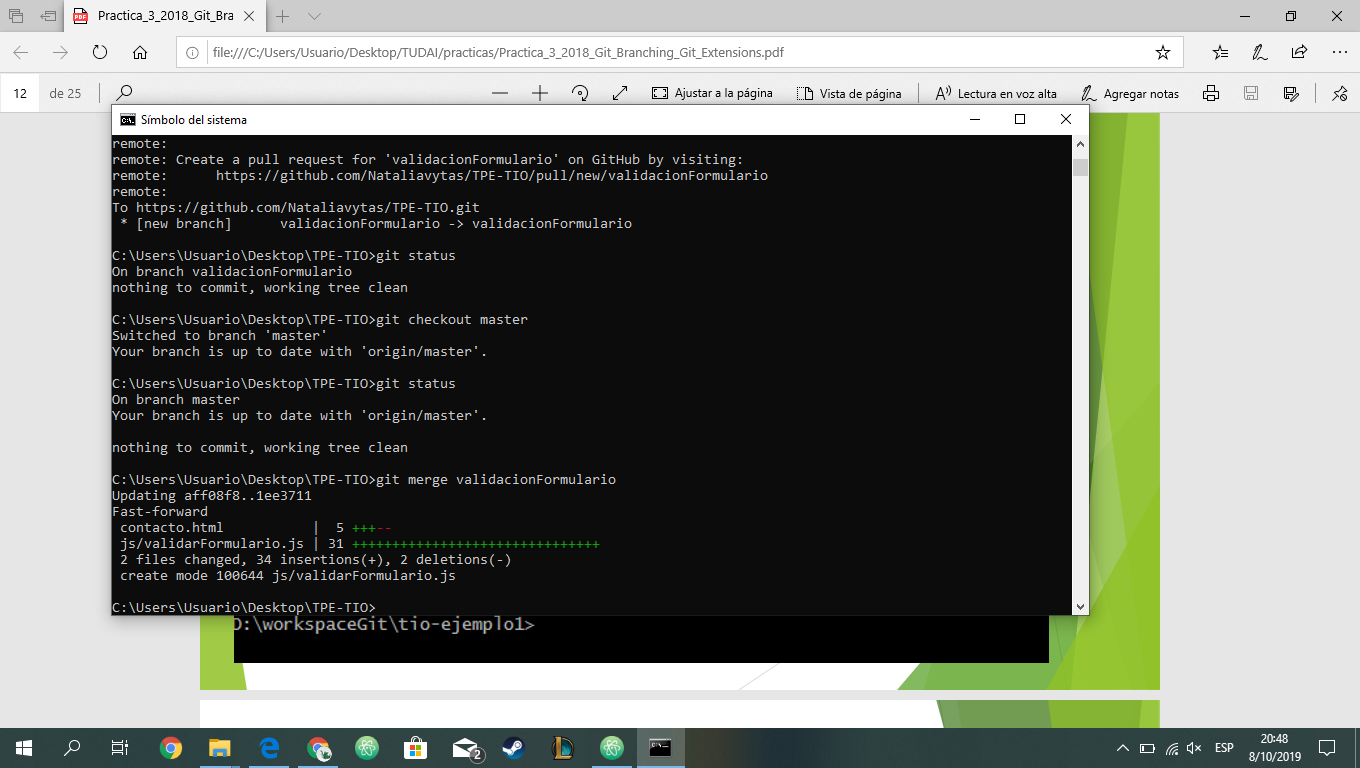 Practica_3_2018_Git_Bra
file:///C:/Users/Usuario/Desktop/TUDAI/practicas/Practica_3_2018_Git_Branching_Git_Extensions.pdf
12 de 25 Ajustar a la página Vista de página Lectura en voz alta Agregar notas
Símbolo del sistema
remote:
remote: Create a pull request for 'validacionFormulario' on GitHub by visiting:
remote:      https://github.com/Nataliavytas/TPE-TIO/pull/new/validacionFormulario
remote:
To https://github.com/Nataliavytas/TPE-TIO.git
 * [new branch]      validacionFormulario -> validacionFormulario
C:\Users\Usuario\Desktop\TPE-TIO>git status
On branch validacionFormulario
nothing to commit, working tree clean
C:\Users\Usuario\Desktop\TPE-TIO>git checkout master
Switched to branch 'master'
Your branch is up to date with 'origin/master'.
C:\Users\Usuario\Desktop\TPE-TIO>git status
On branch master
Your branch is up to date with 'origin/master'.
nothing to commit, working tree clean
C:\Users\Usuario\Desktop\TPE-TIO>git merge validacionFormulario
Updating aff08f8..1ee3711
Fast-forward
 contacto.html           |  5 +++--
 js/validarFormulario.js | 31 +++++++++++++++++++++++++++++++
 2 files changed, 34 insertions(+), 2 deletions(-)
 create mode 100644 js/validarFormulario.js
C:\Users\Usuario\Desktop\TPE-TIO>
D:\workspaceGit\tio-ejemplo1>
2
ESP
20:48
8/10/2019